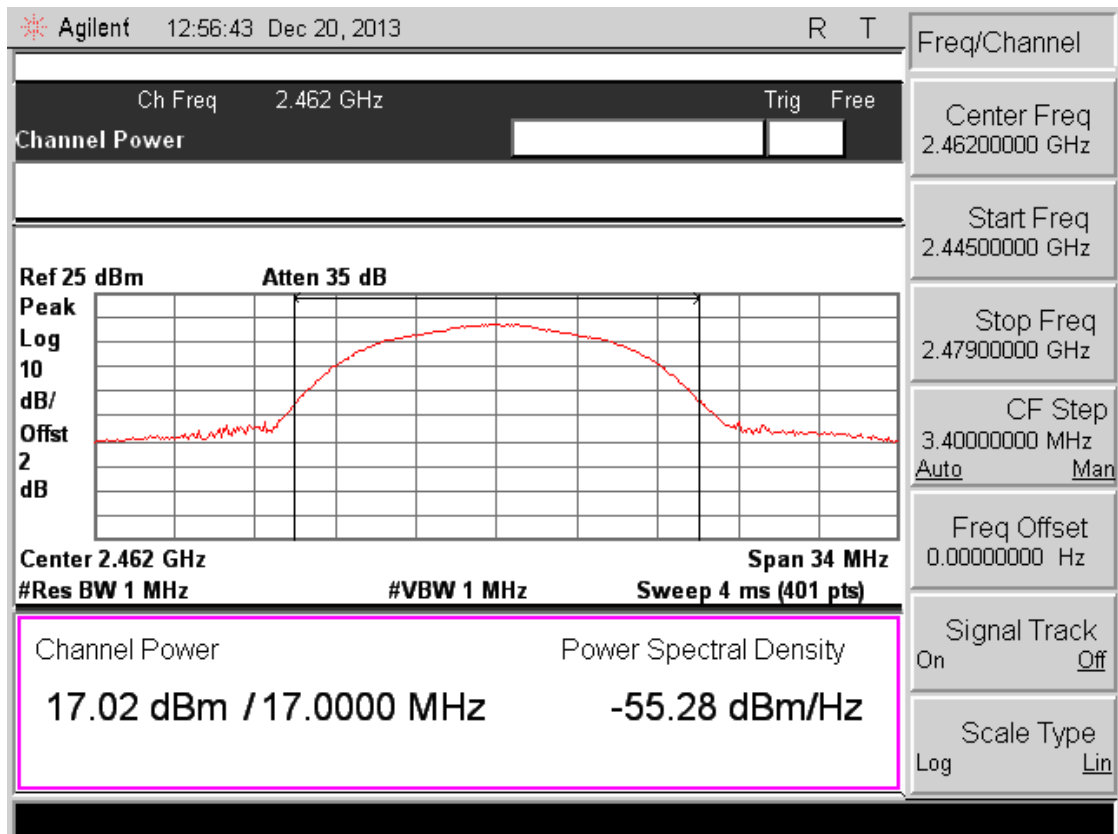 Agilent 12:56:43 Dec 20, 2013 R T
Freq/Channel
Ch Freq 2.462 GHz Trig Free
Channel Power
Center Freq
2.46200000 GHz
Start Freq
2.44500000 GHz
Ref 25 dBm Atten 35 dB
Peak
Log
10
dB/
Offst
2
dB
Stop Freq
2.47900000 GHz
CF Step
3.40000000 MHz
Auto Man
Center 2.462 GHz Span 34 MHz
#Res BW 1 MHz #VBW 1 MHz Sweep 4 ms (401 pts)
Freq Offset
0.00000000 Hz
Channel Power Power Spectral Density
17.02 dBm / 17.0000 MHz -55.28 dBm/Hz
Signal Track
On Off
Scale Type
Log Lin